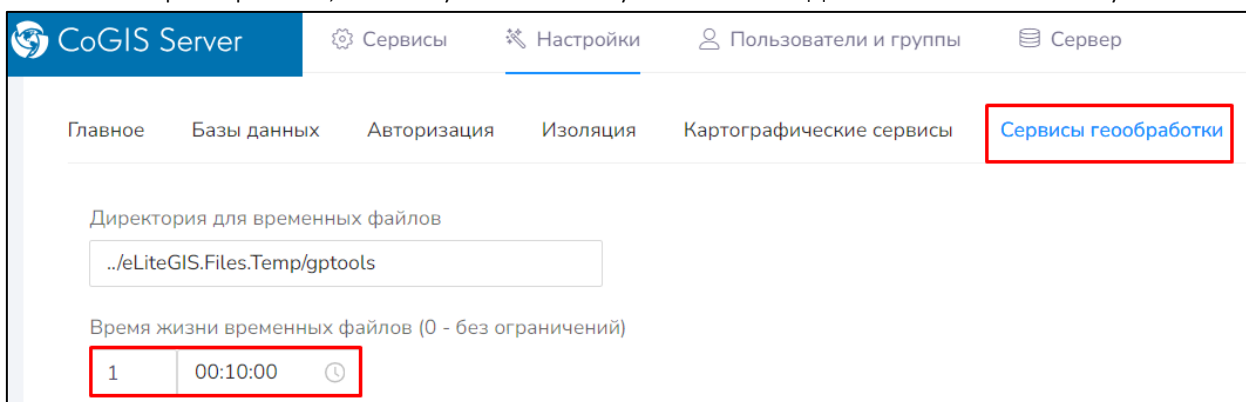 CoGIS Server Сервисы Настройки Пользователи и группы Сервер
Главное Базы данных Авторизация Изоляция Картографические сервисы Сервисы геообработки
Директория для временных файлов
../eLiteGIS.Files.Temp/gptools
Время жизни временных файлов (0 - без ограничений)
1 00:10:00